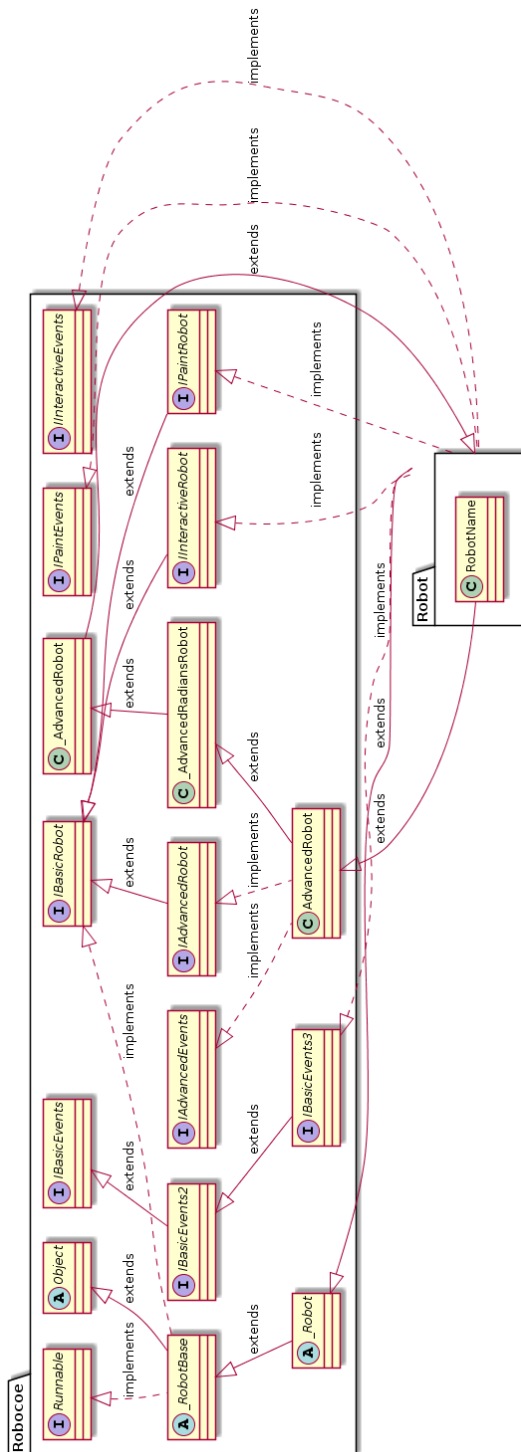 Robocoe
I Runnable
A Object
I IBasicEvents
I IBasicRobot
C _AdvancedRobot
I IPaintEvents
I IInteractiveEvents
implements
extends
extends
implements
extends
extends
extends
extends
A _RobotBase
I IBasicEvents2
I IAdvancedEvents
I IAdvancedRobot
C _AdvancedRadiansRobot
I IInteractiveRobot
I IPaintRobot
extends
extends
implements
implements
extends
extends
implements
implements
A _Robot
I IBasicEvents3
C AdvancedRobot
implements
implements
extends
extends
implements
Robot
C RobotName